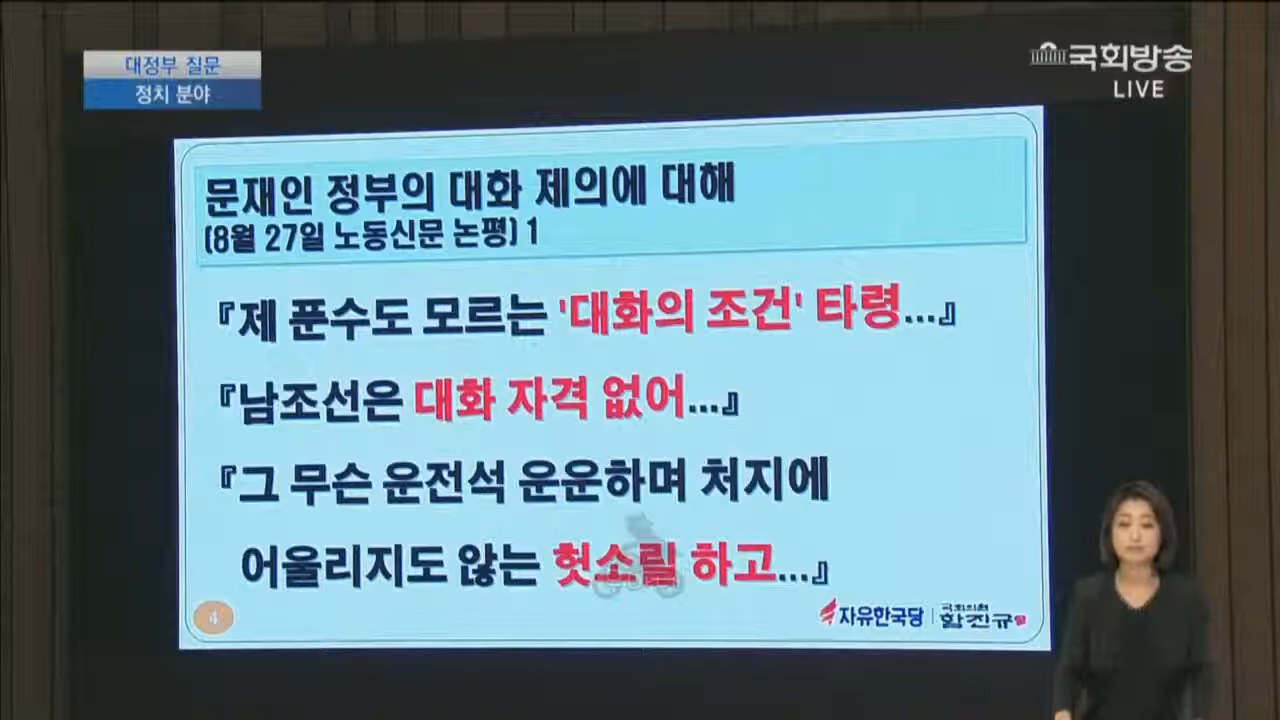 대정부 질문
정치 분야
국회방송
LIVE
문재인 정부의 대화 제의에 대해
(8월 27일 노동신문 논평) 1
『제 푼수도 모르는 '대화의 조건' 타령...』
『남조선은 대화 자격 없어...』
『그 무슨 운전석 운운하며 처지에
어울리지도 않는 헛소릴 하고...』
4
자유한국당 국회의원 황진규